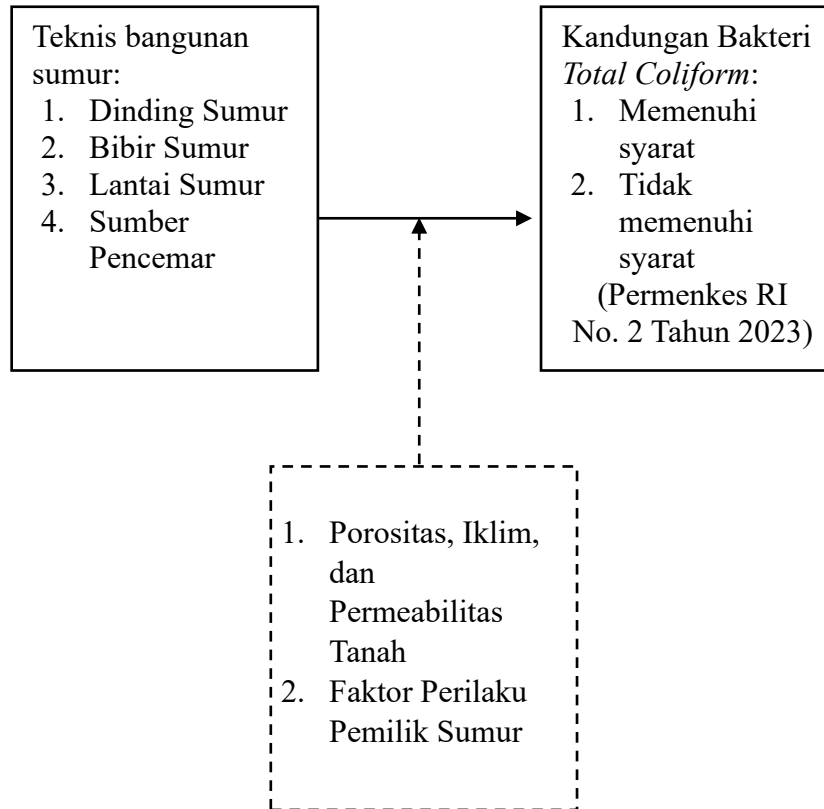 Teknis bangunan
sumur:
1. Dinding Sumur
2. Bibir Sumur
3. Lantai Sumur
4. Sumber
Pencemar
Kandungan Bakteri
Total Coliform:
1. Memenuhi
syarat
2. Tidak
memenuhi
syarat
(Permenkes RI
No. 2 Tahun 2023)
1. Porositas, Iklim,
dan
Permeabilitas
Tanah
2. Faktor Perilaku
Pemilik Sumur